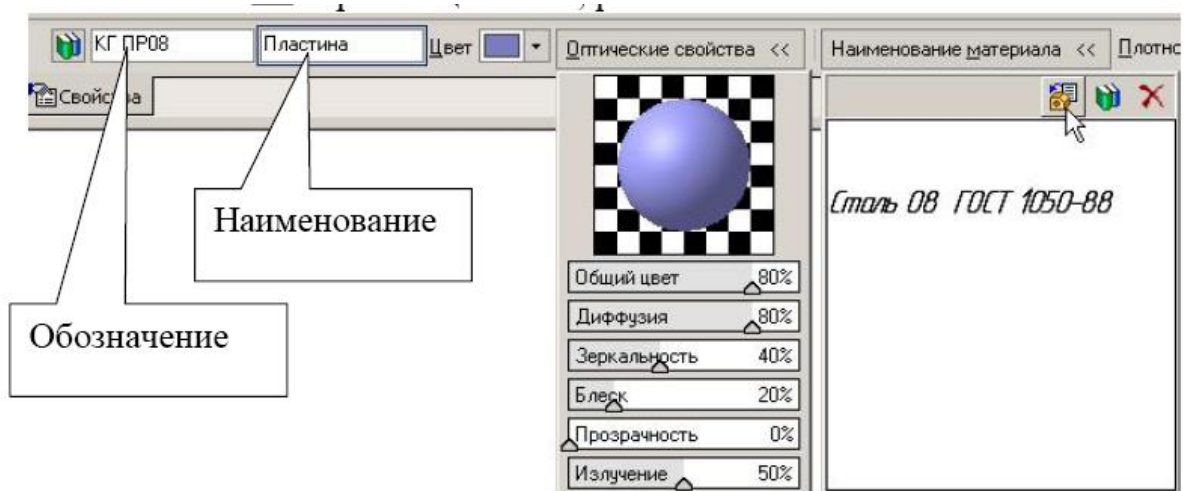 КГ ПР08 Пластина Цвет Оптические свойства << Наименование материала << Плотно
Свойства
Наименование
Обозначение
Общий цвет 80%
Диффузия 80%
Зеркальность 40%
Блеск 20%
Прозрачность 0%
Излучение 50%
Сталь 08 ГОСТ 1050-88